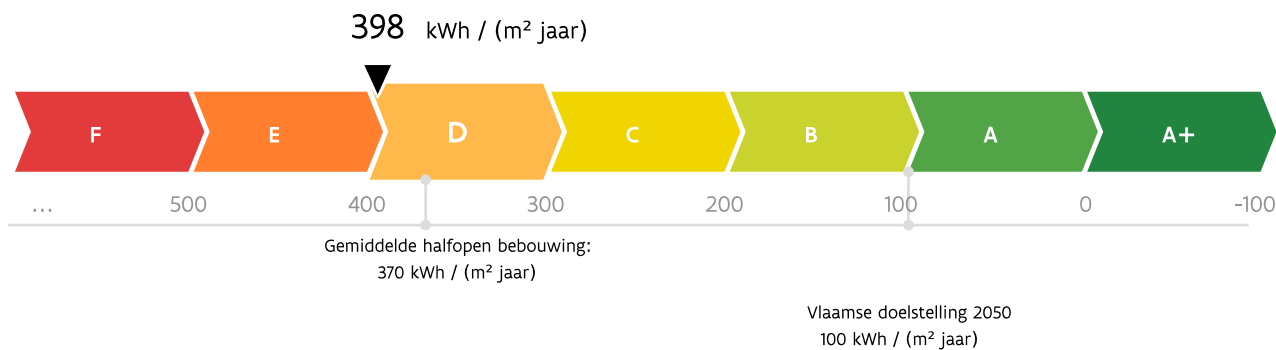 398 kWh / (m² jaar)
F E D C B A A+
... 500 400 300 200 100 0 -100
Gemiddelde halfopen bebouwing:
370 kWh / (m² jaar)
Vlaamse doelstelling 2050
100 kWh / (m² jaar)